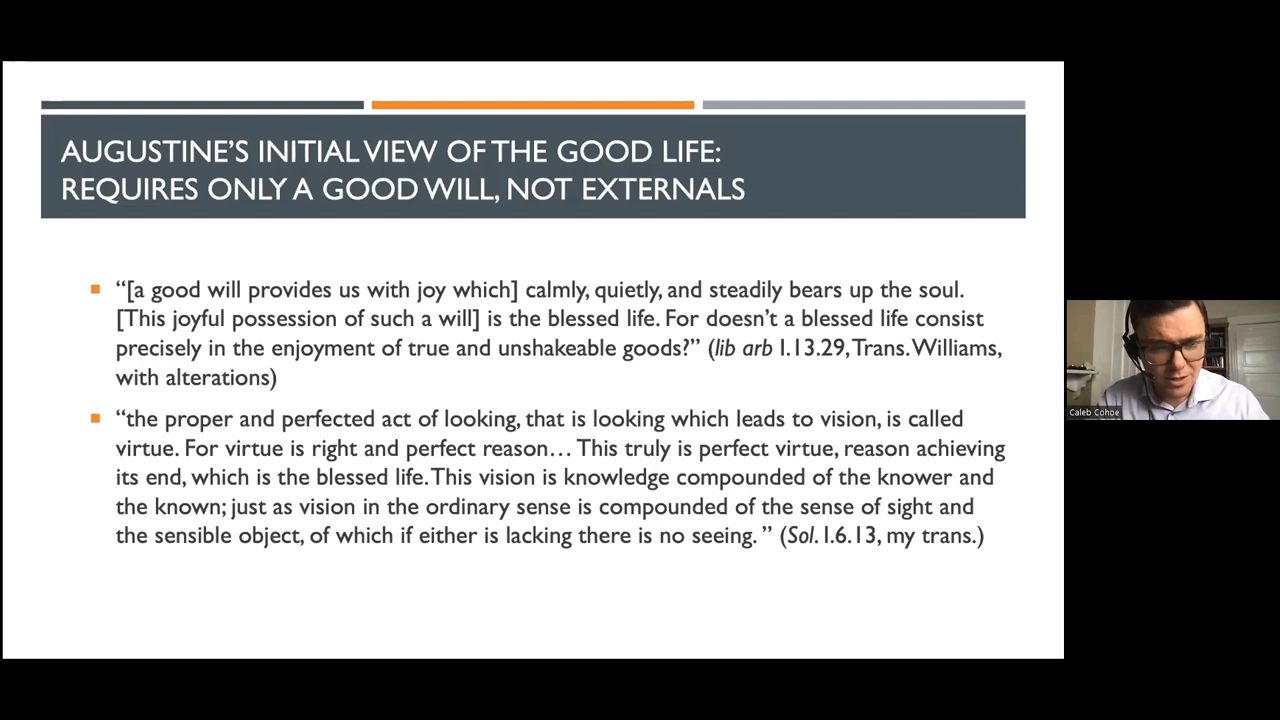 AUGUSTINE’S INITIAL VIEW OF THE GOOD LIFE:
REQUIRES ONLY A GOOD WILL, NOT EXTERNALS
“[a good will provides us with joy which] calmly, quietly, and steadily bears up the soul.
[This joyful possession of such a will] is the blessed life. For doesn’t a blessed life consist
precisely in the enjoyment of true and unshakeable goods?” (lib arb I.13.29, Trans. Williams,
with alterations)
“the proper and perfected act of looking, that is looking which leads to vision, is called
virtue. For virtue is right and perfect reason… This truly is perfect virtue, reason achieving
its end, which is the blessed life. This vision is knowledge compounded of the knower and
the known; just as vision in the ordinary sense is compounded of the sense of sight and
the sensible object, of which if either is lacking there is no seeing. ” (Sol. I.6.13, my trans.)
Caleb Cohoe